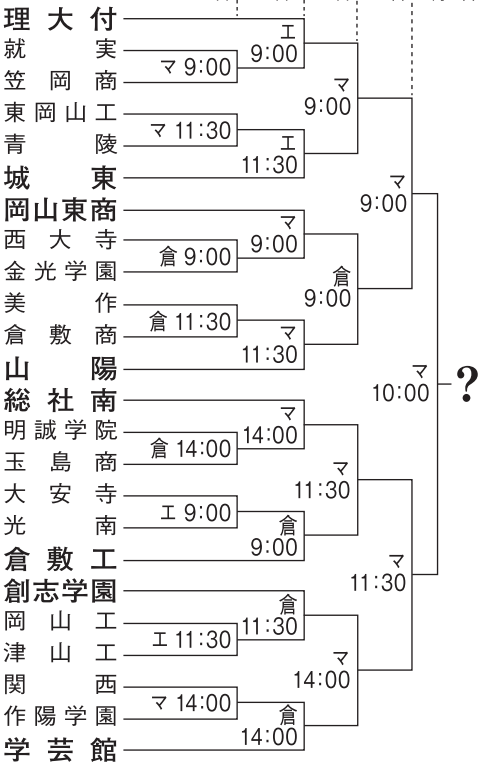 理大付
就実
笠岡商
東岡山工
青陵
城東
岡山東商
西大寺
金光学園
美作
倉敷商
山陽
総社南
明誠学院
玉島商
大安寺
光南
倉敷工
創志学園
岡山工
津山工
関西
作陽学園
学芸館
マ 9:00
マ 11:30
倉 9:00
倉 11:30
倉 14:00
エ 9:00
エ 11:30
マ 14:00
エ
9:00
エ
11:30
マ
9:00
マ
11:30
マ
14:00
倉
9:00
倉
11:30
倉
14:00
マ
9:00
倉
9:00
マ
11:30
マ
14:00
マ
9:00
マ
11:30
マ
10:00
?